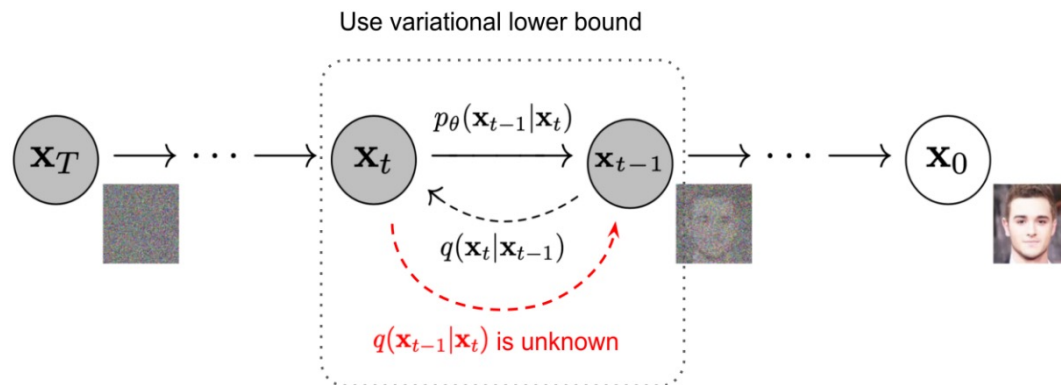 Use variational lower bound
p_θ(x_{t−1}|x_t)
x_T → ··· → x_t → x_{t−1} → ··· → x_0
q(x_t|x_{t−1})
q(x_{t−1}|x_t) is unknown